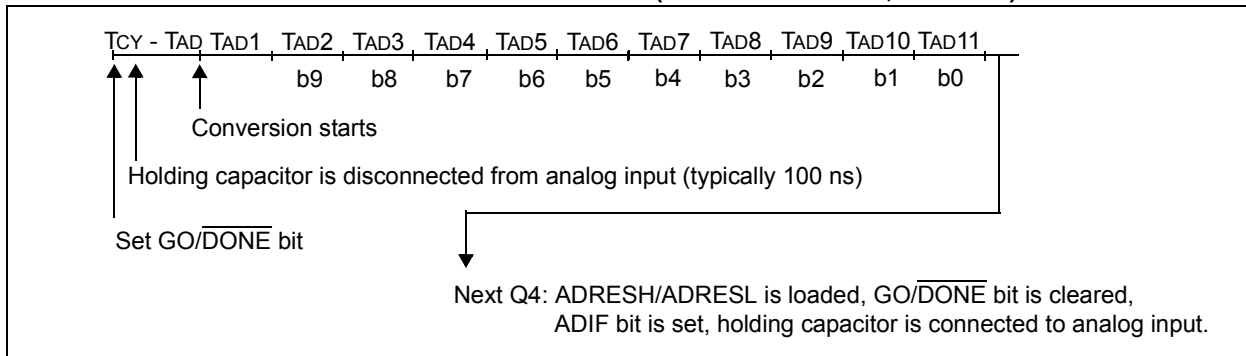 TCY - TAD TAD1 TAD2 TAD3 TAD4 TAD5 TAD6 TAD7 TAD8 TAD9 TAD10 TAD11
b9 b8 b7 b6 b5 b4 b3 b2 b1 b0
Conversion starts
Holding capacitor is disconnected from analog input (typically 100 ns)
Set GO/DONE bit
Next Q4: ADRESH/ADRESL is loaded, GO/DONE bit is cleared,
ADIF bit is set, holding capacitor is connected to analog input.